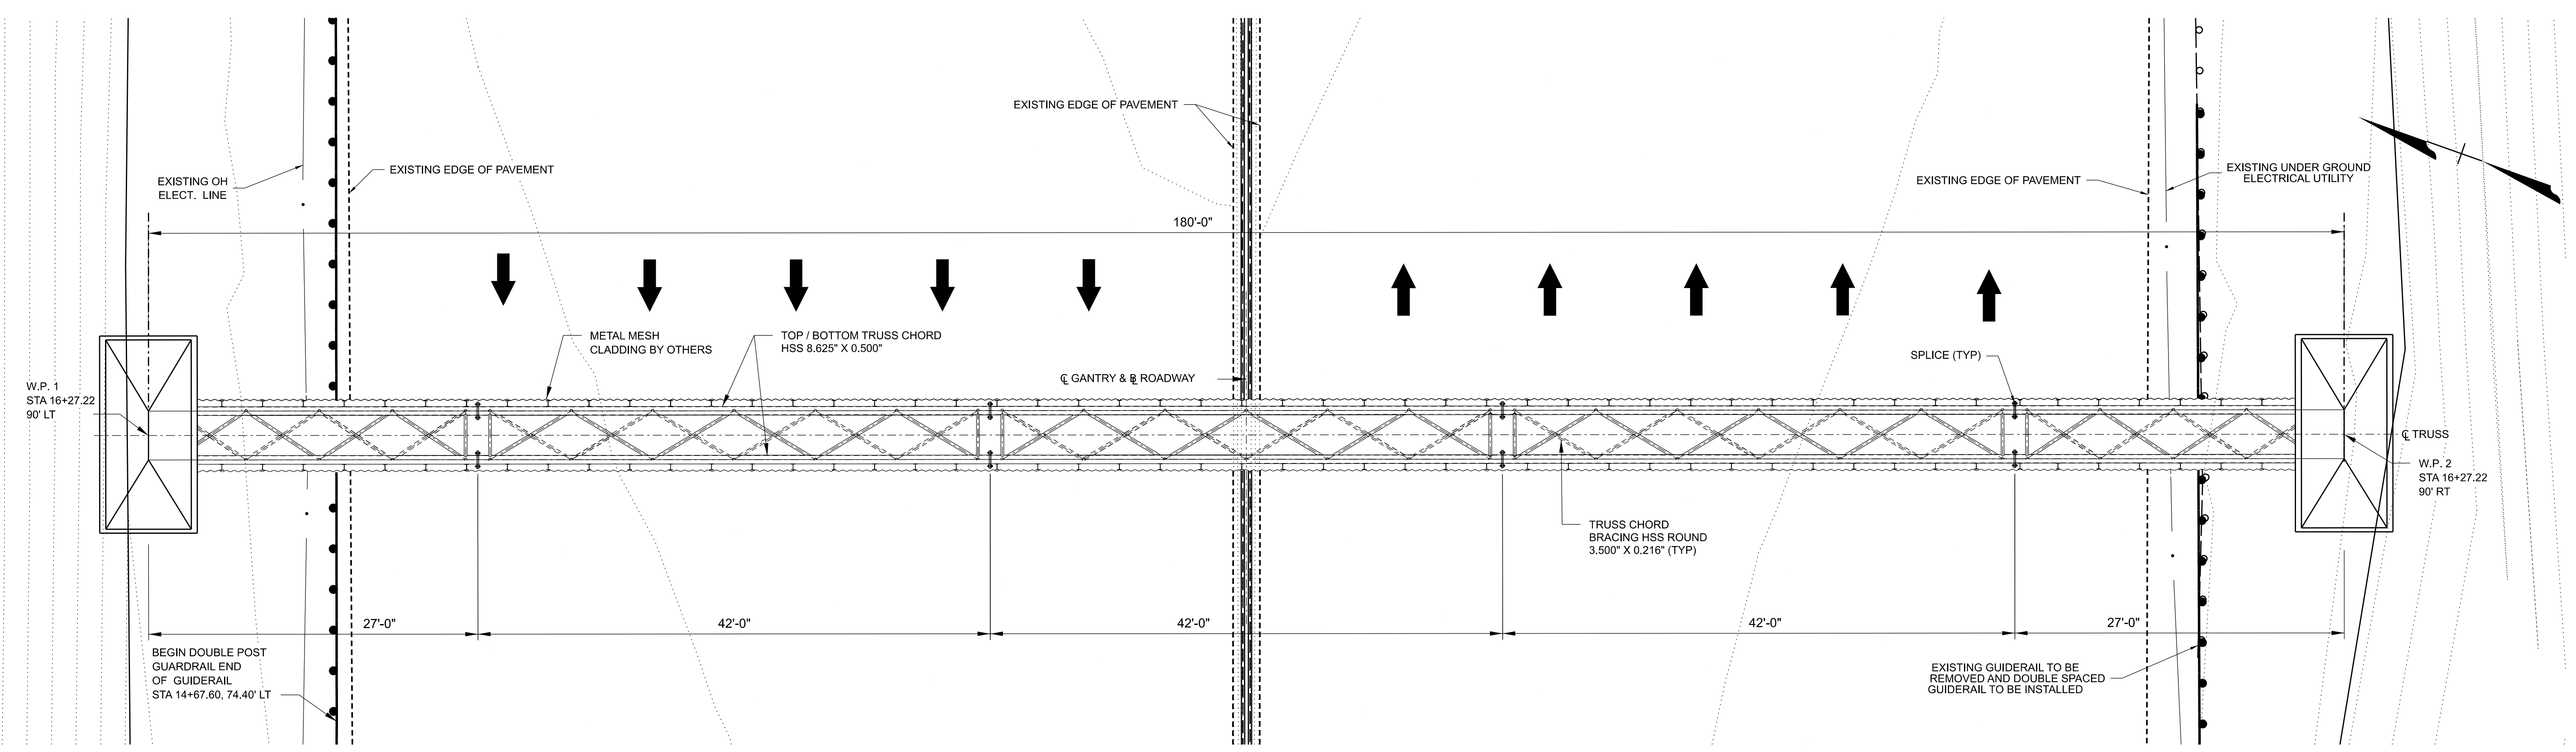 EXISTING EDGE OF PAVEMENT
EXISTING OH
ELECT. LINE
EXISTING EDGE OF PAVEMENT
EXISTING EDGE OF PAVEMENT
EXISTING UNDER GROUND
ELECTRICAL UTILITY
180'-0"
METAL MESH
CLADDING BY OTHERS
TOP / BOTTOM TRUSS CHORD
HSS 8.625" X 0.500"
℄ GANTRY & B ROADWAY
SPLICE (TYP)
W.P. 1
STA 16+27.22
90' LT
℄ TRUSS
W.P. 2
STA 16+27.22
90' RT
TRUSS CHORD
BRACING HSS ROUND
3.500" X 0.216" (TYP)
27'-0"
42'-0"
42'-0"
42'-0"
27'-0"
BEGIN DOUBLE POST
GUARDRAIL END
OF GUIDERAIL
STA 14+67.60, 74.40' LT
EXISTING GUIDERAIL TO BE
REMOVED AND DOUBLE SPACED
GUIDERAIL TO BE INSTALLED